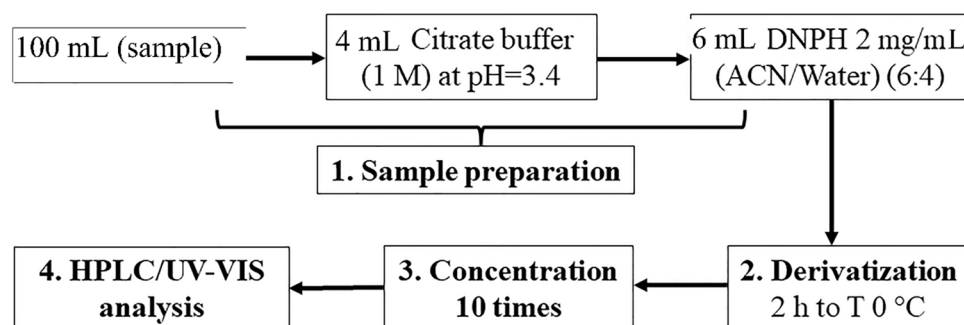 100 mL (sample)
4 mL Citrate buffer
(1 M) at pH=3.4
6 mL DNPH 2 mg/mL
(ACN/Water) (6:4)
1. Sample preparation
2. Derivatization
2 h to T 0 °C
3. Concentration
10 times
4. HPLC/UV-VIS
analysis